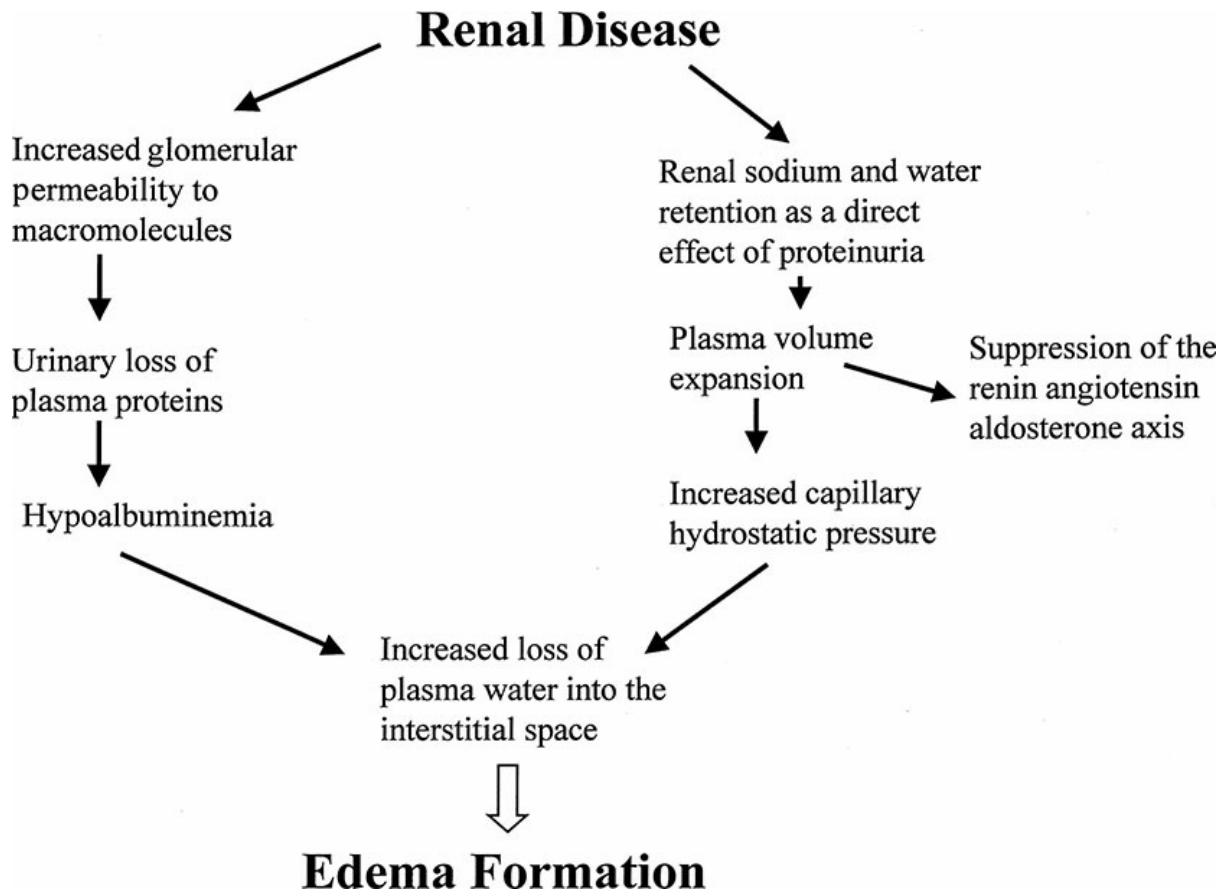 Renal Disease
Increased glomerular
permeability to
macromolecules
Urinary loss of
plasma proteins
Hypoalbuminemia
Renal sodium and water
retention as a direct
effect of proteinuria
Plasma volume
expansion
Suppression of the
renin angiotensin
aldosterone axis
Increased capillary
hydrostatic pressure
Increased loss of
plasma water into the
interstitial space
Edema Formation